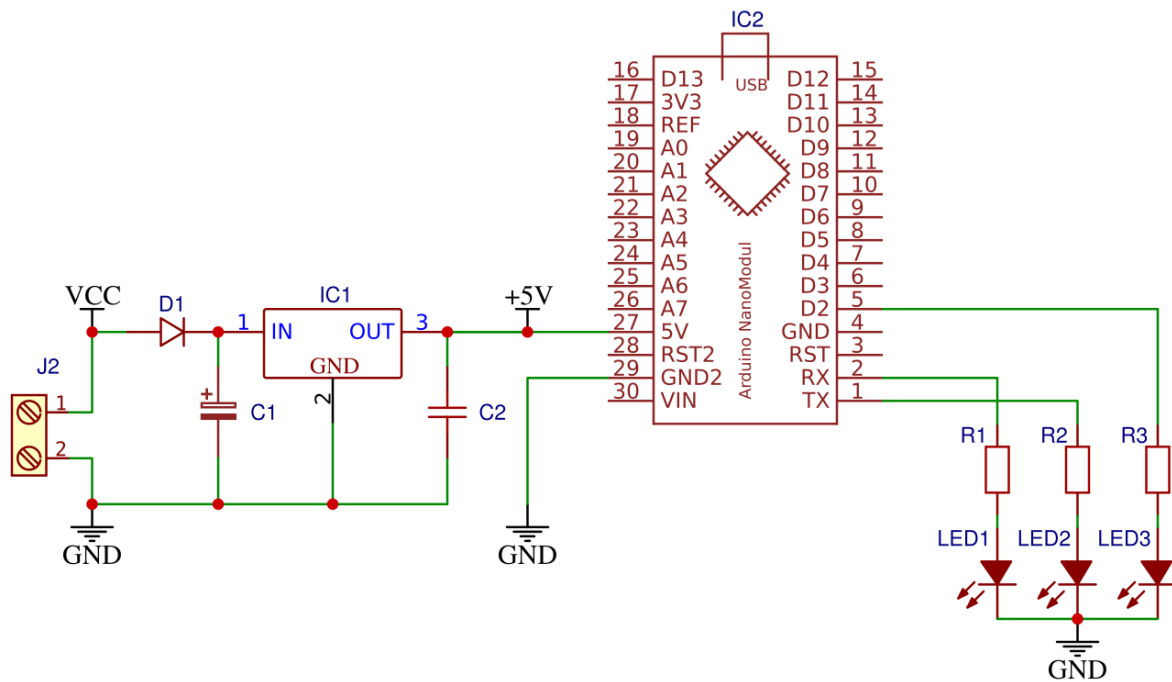 IC2
USB
16 D13 D12 15
17 3V3 D11 14
18 REF D10 13
19 A0 D9 12
20 A1 D8 11
21 A2 D7 10
22 A3 D6 9
23 A4 D5 8
24 A5 D4 7
25 A6 D3 6
26 A7 D2 5
27 5V GND 4
28 RST2 RST 3
29 GND2 RX 2
30 VIN TX 1
Arduino NanoModul
VCC
D1
IC1
+5V
1 IN OUT 3
GND
2
J2
1
2
+
C1
C2
GND
GND
R1 R2 R3
LED1 LED2 LED3
GND